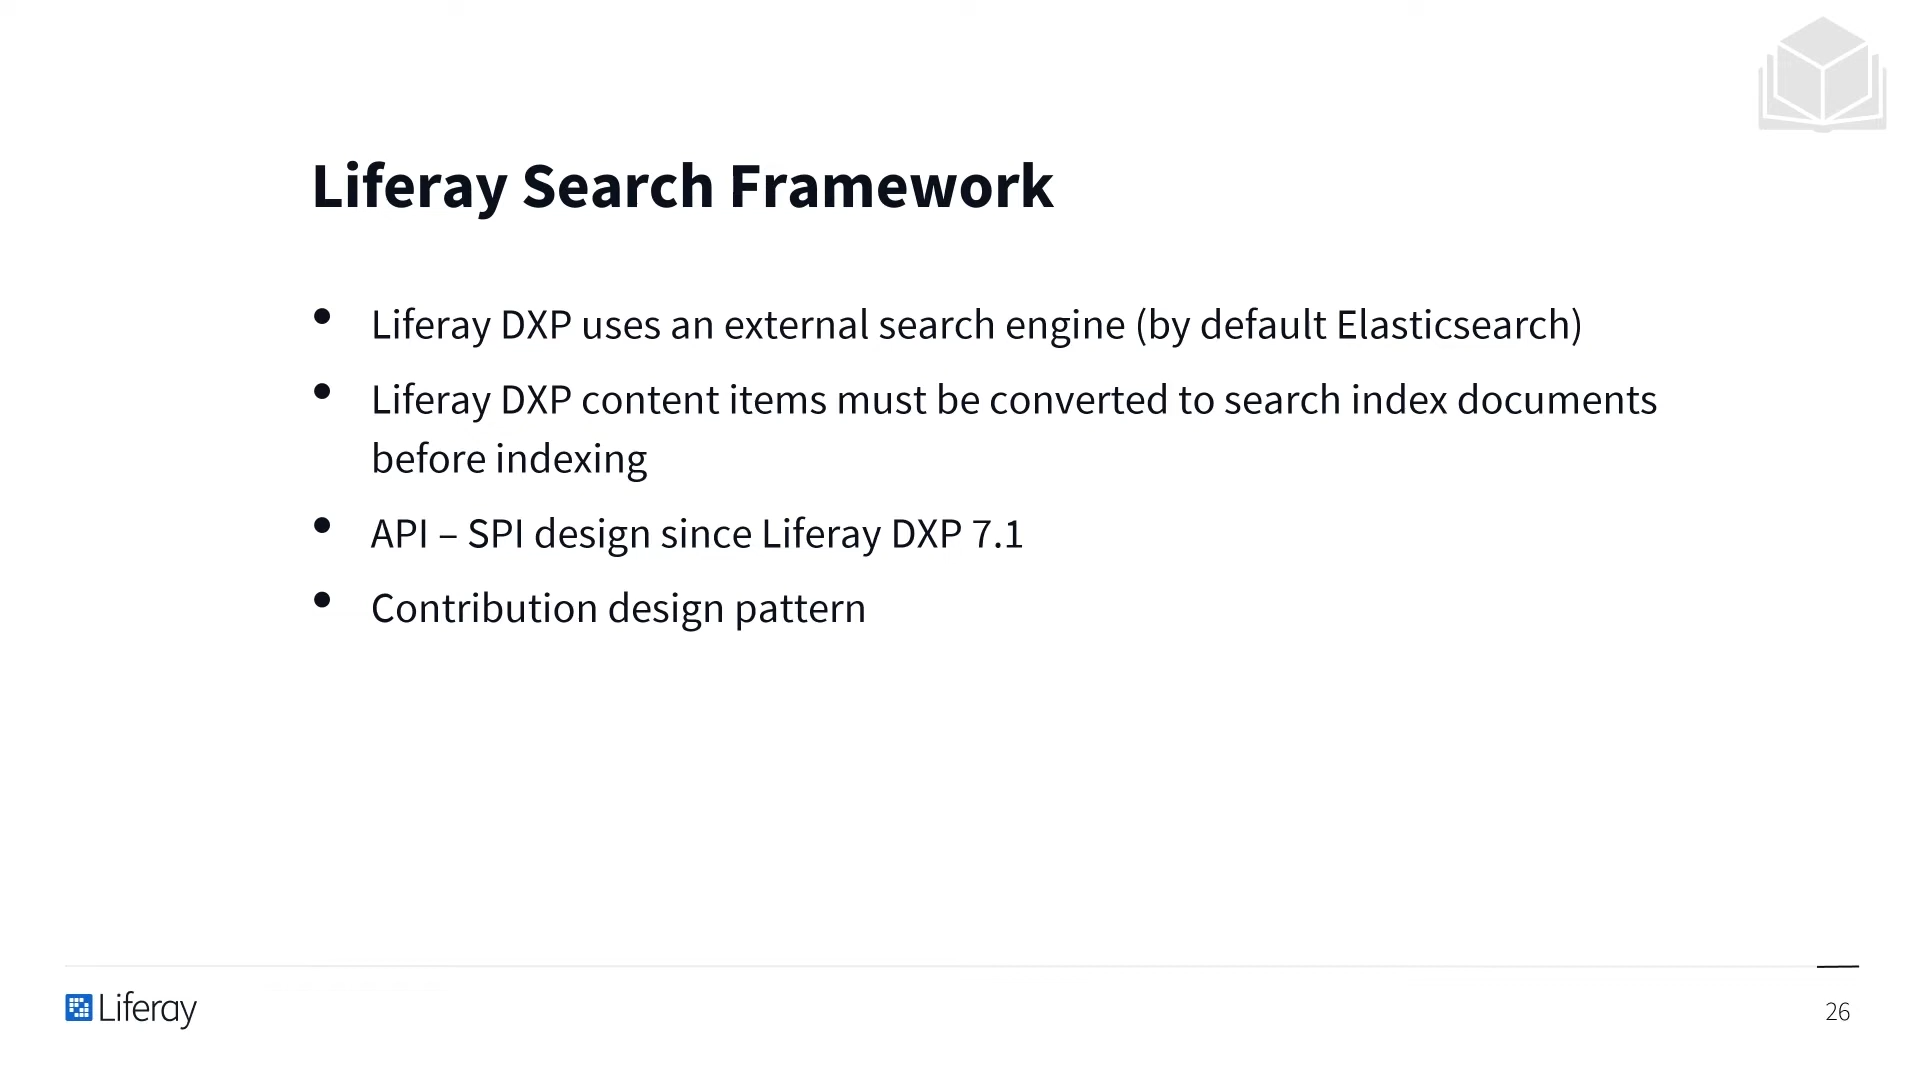 Liferay Search Framework
• Liferay DXP uses an external search engine (by default Elasticsearch)
• Liferay DXP content items must be converted to search index documents
before indexing
• API – SPI design since Liferay DXP 7.1
• Contribution design pattern
Liferay
26